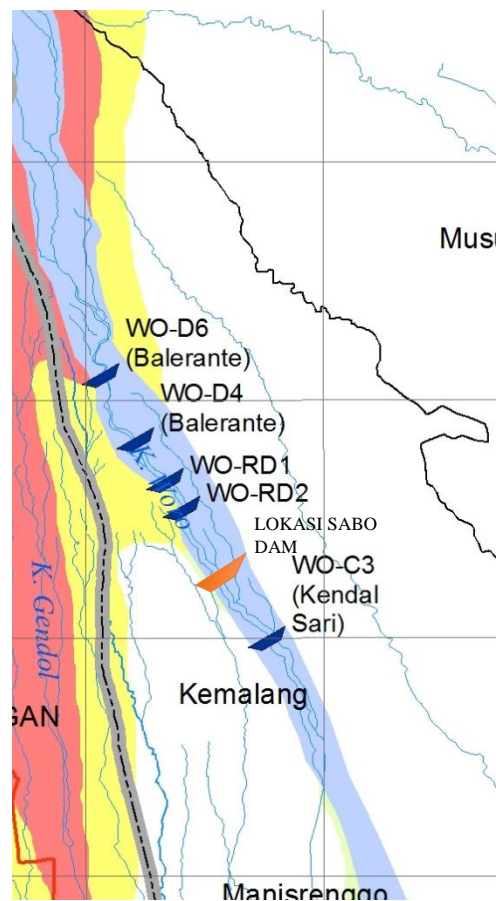 Musu
WO-D6
(Balerante)
WO-D4
(Balerante)
WO-RD1
WO-RD2
LOKASI SABO
DAM
WO-C3
(Kendal
Sari)
K. Gendol
GAN
Kemalang
Manisrenggo